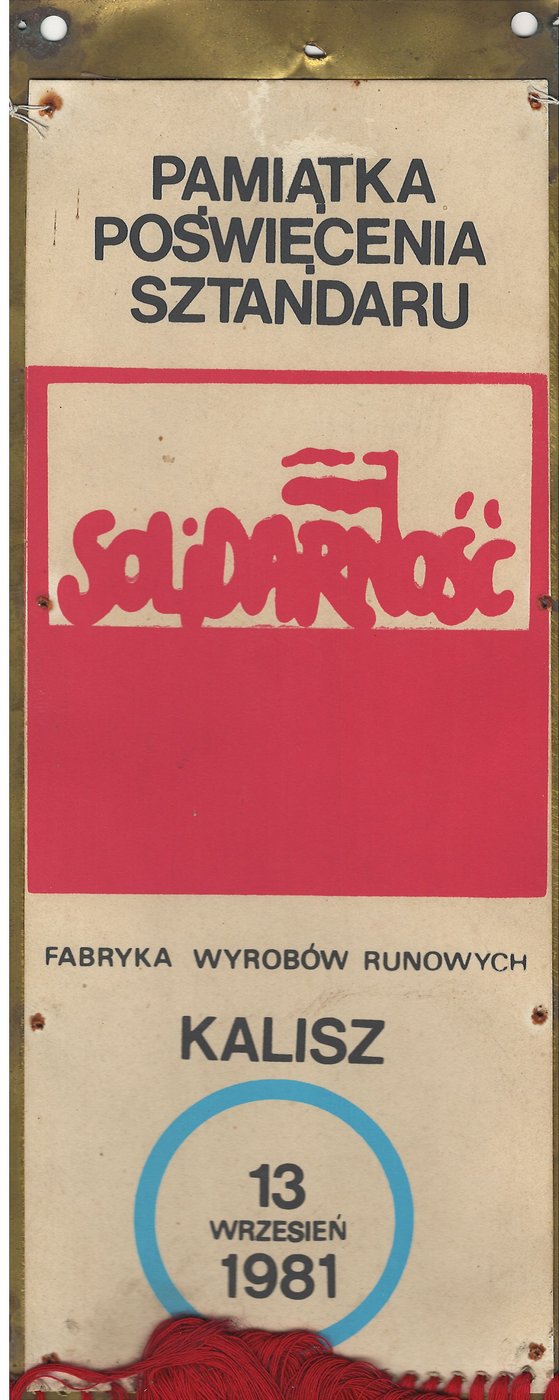 PAMIĄTKA
POŚWIĘCENIA
SZTANDARU
SOLIDARNOŚĆ
FABRYKA WYROBÓW RUNOWYCH
KALISZ
13
WRZESIEŃ
1981